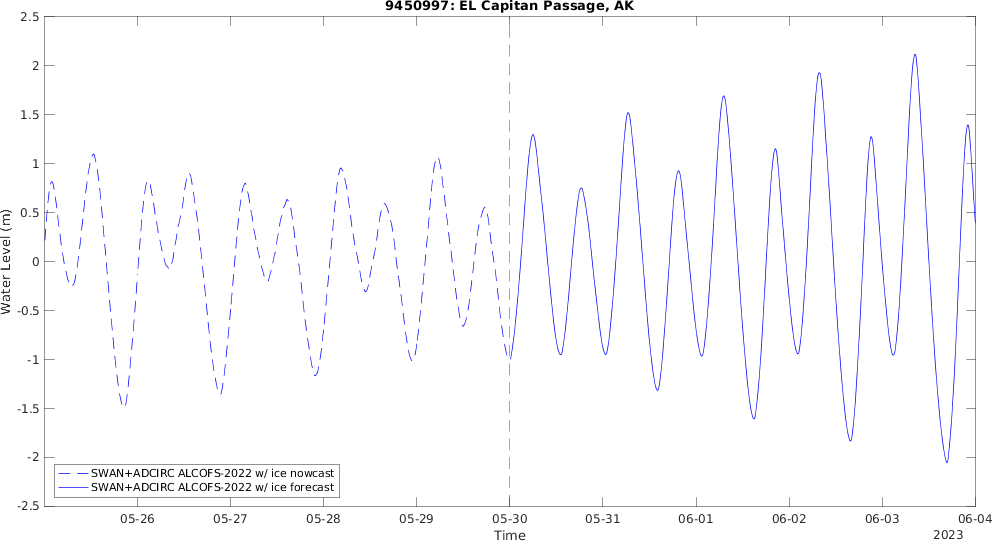 9450997: EL Capitan Passage, AK
2.5
2
1.5
1
0.5
0
-0.5
-1
-1.5
-2
-2.5
Water Level (m)
SWAN+ADCIRC ALCOFS-2022 w/ ice nowcast
SWAN+ADCIRC ALCOFS-2022 w/ ice forecast
05-26 05-27 05-28 05-29 05-30 05-31 06-01 06-02 06-03 06-04
Time
2023